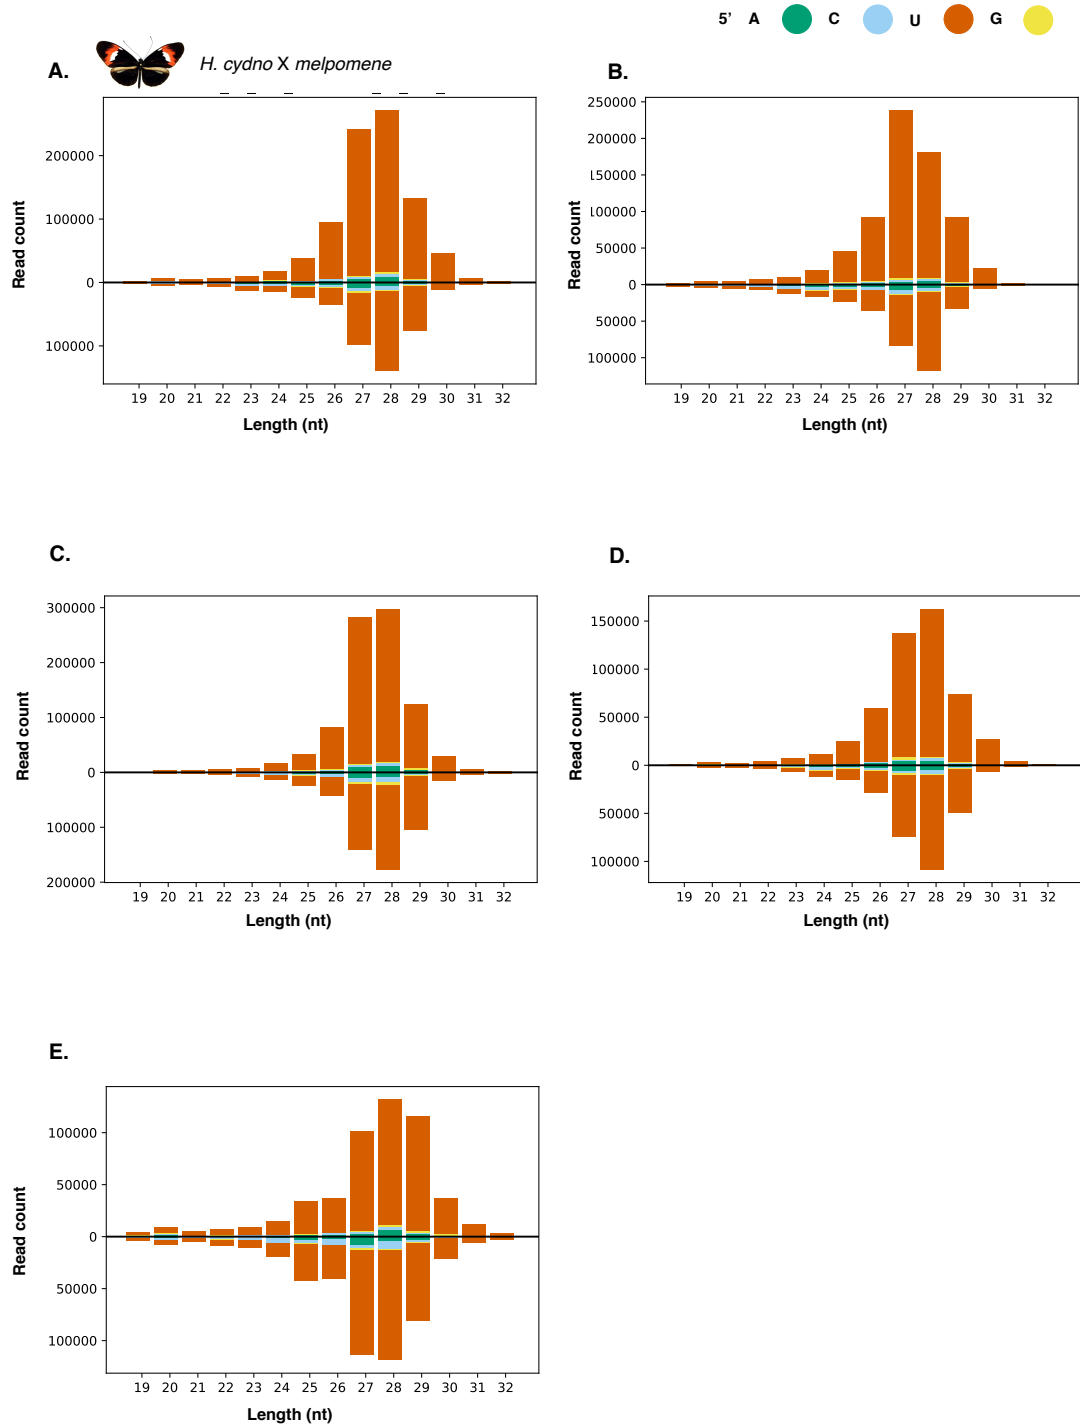 5' A C U G
A. H. cydno X melpomene B.
Read count
200000
100000
0
100000
19 20 21 22 23 24 25 26 27 28 29 30 31 32
Length (nt)
Read count
250000
200000
150000
100000
50000
0
50000
100000
19 20 21 22 23 24 25 26 27 28 29 30 31 32
Length (nt)
C.
Read count
300000
200000
100000
0
100000
200000
19 20 21 22 23 24 25 26 27 28 29 30 31 32
Length (nt)
D.
Read count
150000
100000
50000
0
50000
100000
19 20 21 22 23 24 25 26 27 28 29 30 31 32
Length (nt)
E.
Read count
100000
50000
0
50000
100000
19 20 21 22 23 24 25 26 27 28 29 30 31 32
Length (nt)